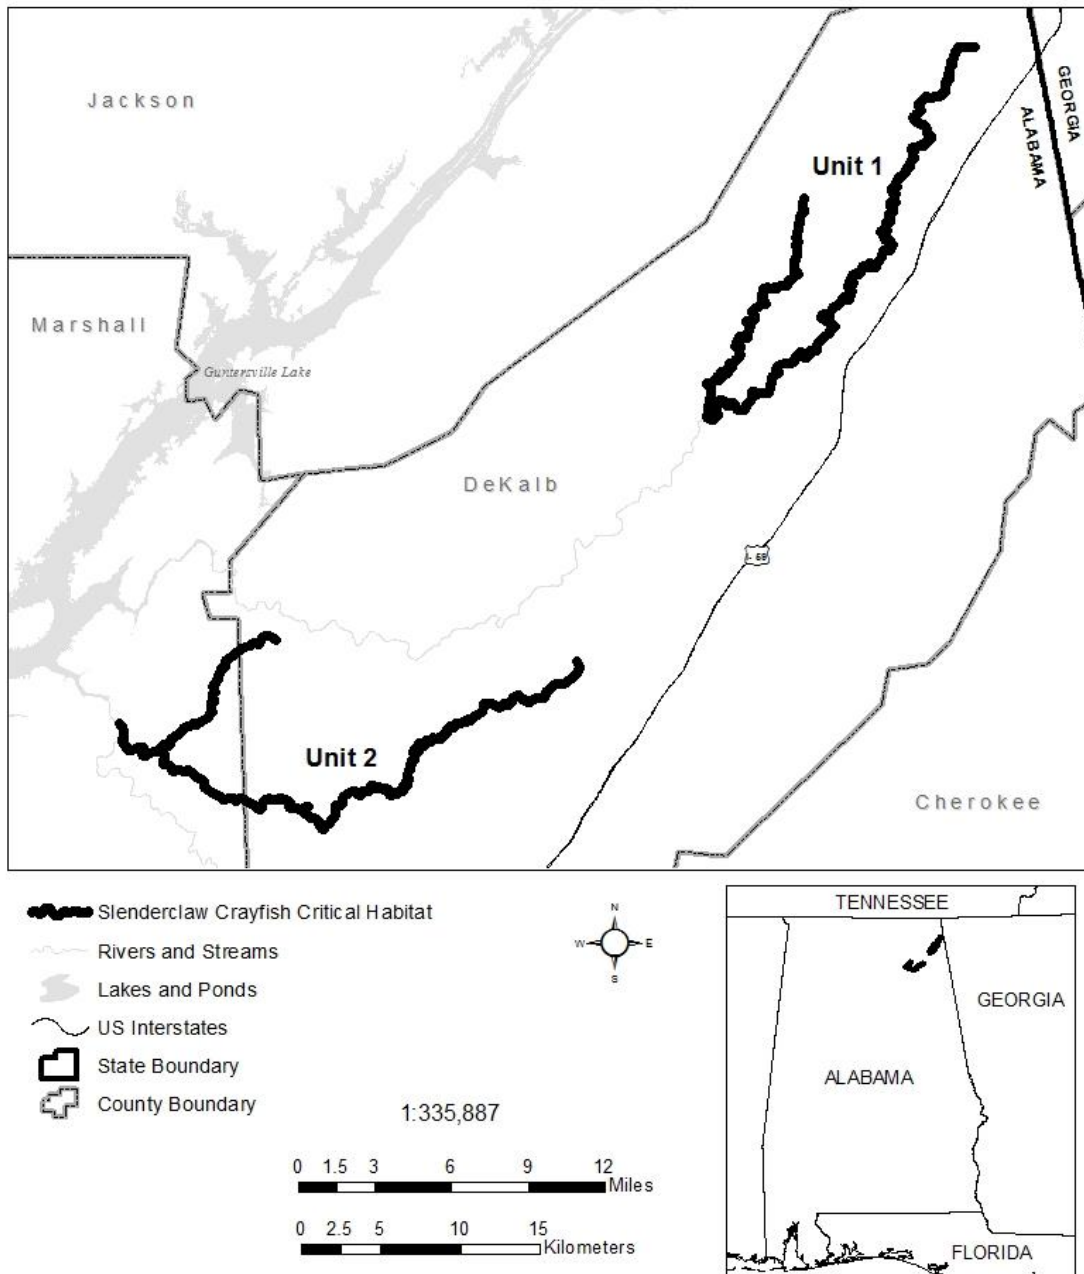 Jackson
GEORGIA
ALABAMA
Unit 1
Marshall
Guntersville Lake
DeKalb
I- 59
Unit 2
Cherokee
Slenderclaw Crayfish Critical Habitat
Rivers and Streams
Lakes and Ponds
US Interstates
State Boundary
County Boundary
N
W E
S
1:335,887
0 1.5 3 6 9 12
Miles
0 2.5 5 10 15
Kilometers
TENNESSEE
GEORGIA
ALABAMA
FLORIDA